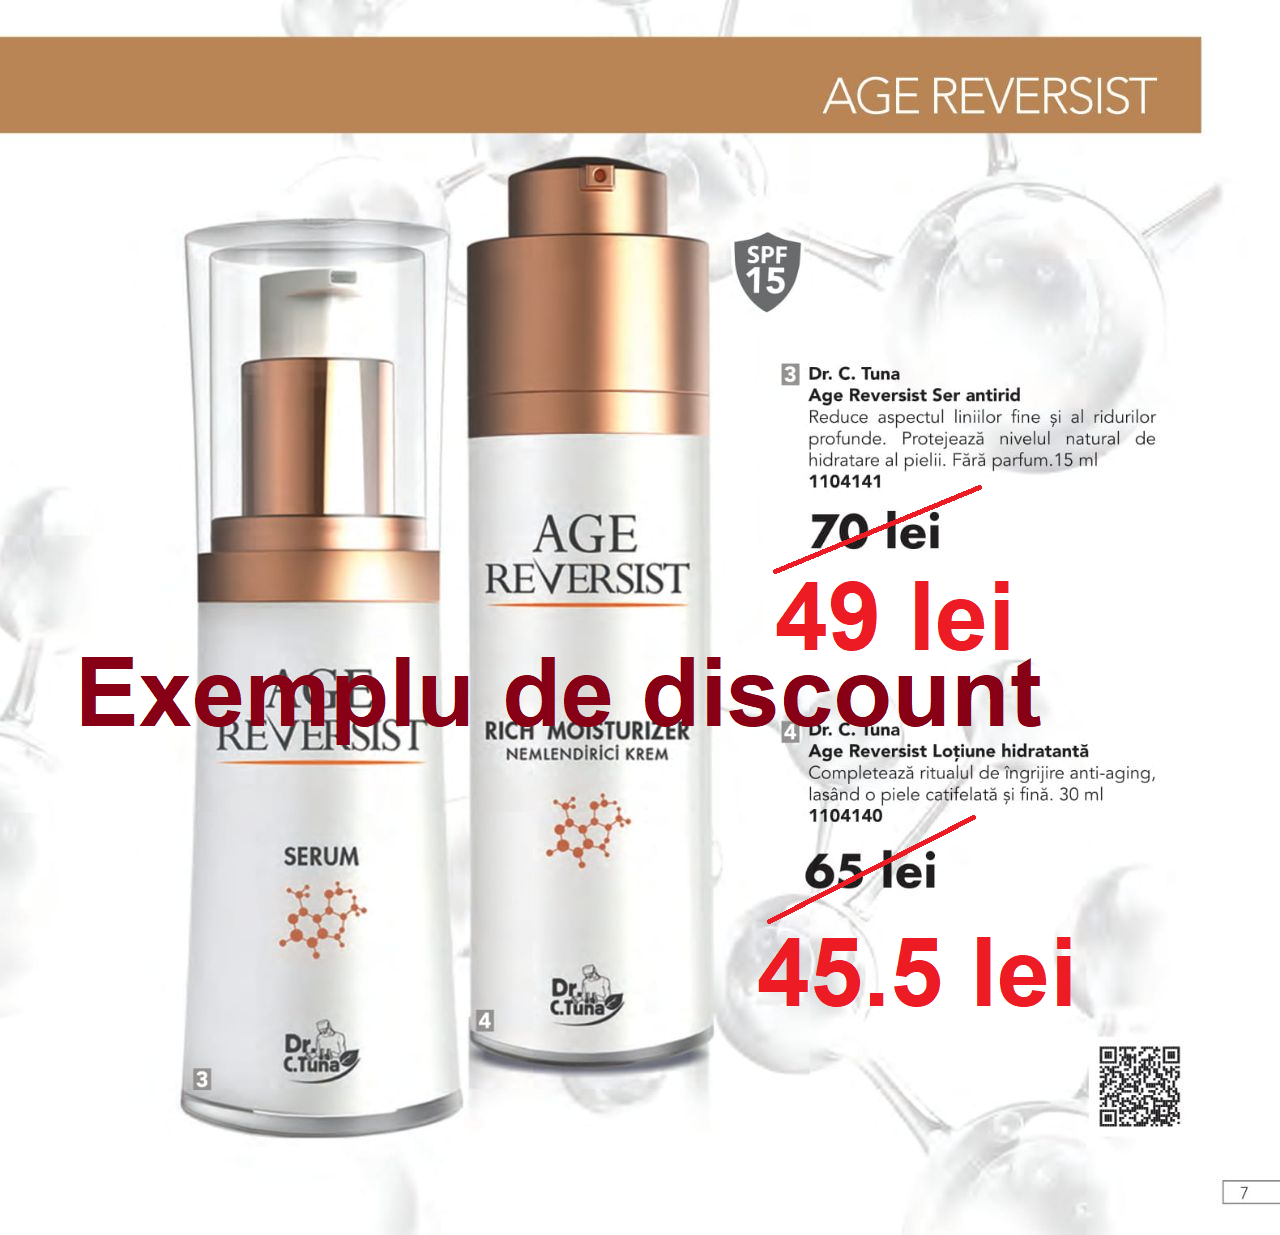 AGE REVERSIST
SPF
15
3 Dr. C. Tuna
Age Reversist Ser antirid
Reduce aspectul liniilor fine și al ridurilor
profunde. Protejează nivelul natural de
hidratare al pielii. Fără parfum.15 ml
1104141
70 lei
49 lei
Exemplu de discount
4 Dr. C. Tuna
Age Reversist Loțiune hidratantă
Completează ritualul de îngrijire anti-aging,
lasând o piele catifelată și fină. 30 ml
1104140
65 lei
45.5 lei
AGE
REVERSIST
RICH MOISTURIZER
NEMLENDİRİCİ KREM
Dr.
C.Tuna
4
AGE
REVERSIST
SERUM
Dr.
C.Tuna
3
7